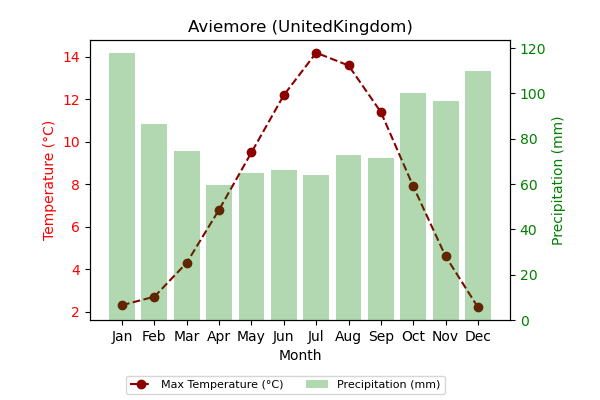 Aviemore (UnitedKingdom)
14
12
10
8
6
4
2
Temperature (°C)
120
100
80
60
40
20
0
Precipitation (mm)
Jan Feb Mar Apr May Jun Jul Aug Sep Oct Nov Dec
Month
Max Temperature (°C) Precipitation (mm)